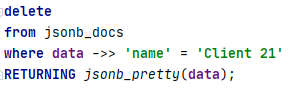 delete
from jsonb_docs
where data ->> 'name' = 'Client 21'
RETURNING jsonb_pretty(data);